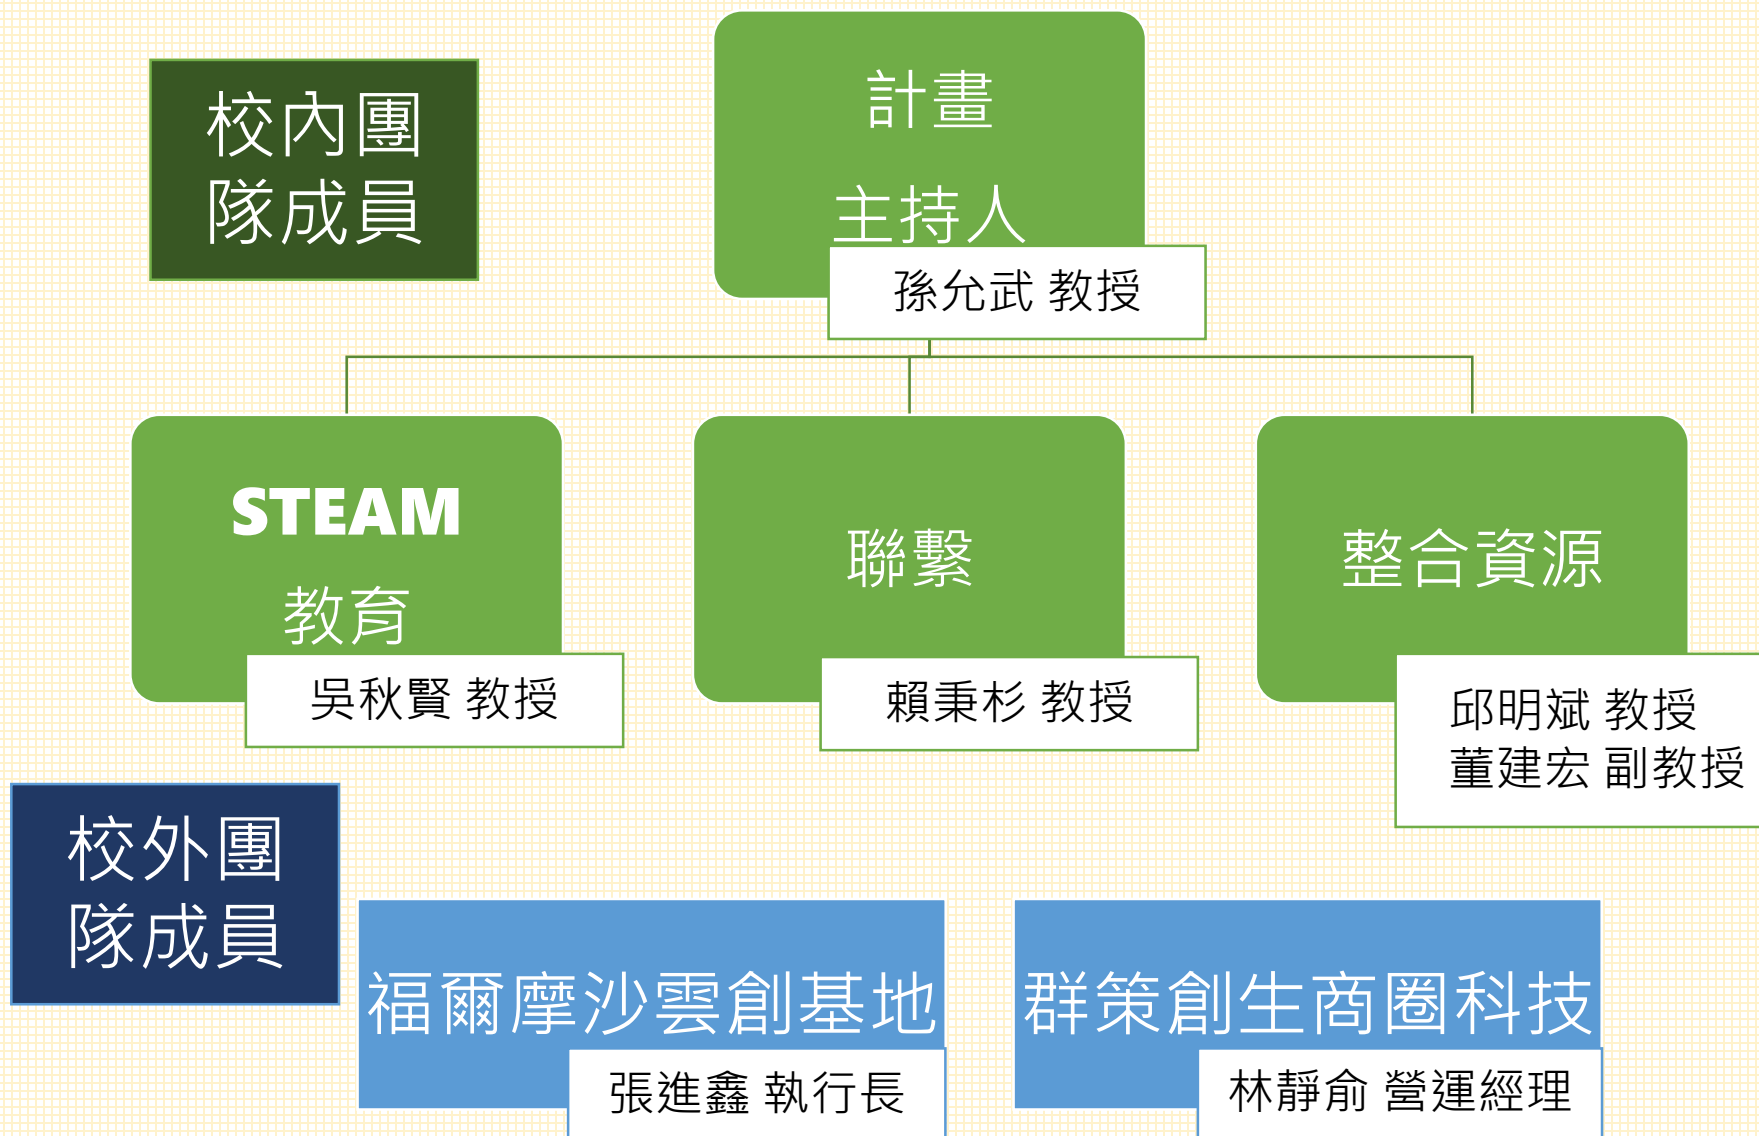 校內團
隊成員
計畫
主持人
孫允武 教授
STEAM
教育
吳秋賢 教授
聯繫
賴秉杉 教授
整合資源
邱明斌 教授
董建宏 副教授
校外團
隊成員
福爾摩沙雲創基地
張進鑫 執行長
群策創生商圈科技
林靜俞 營運經理